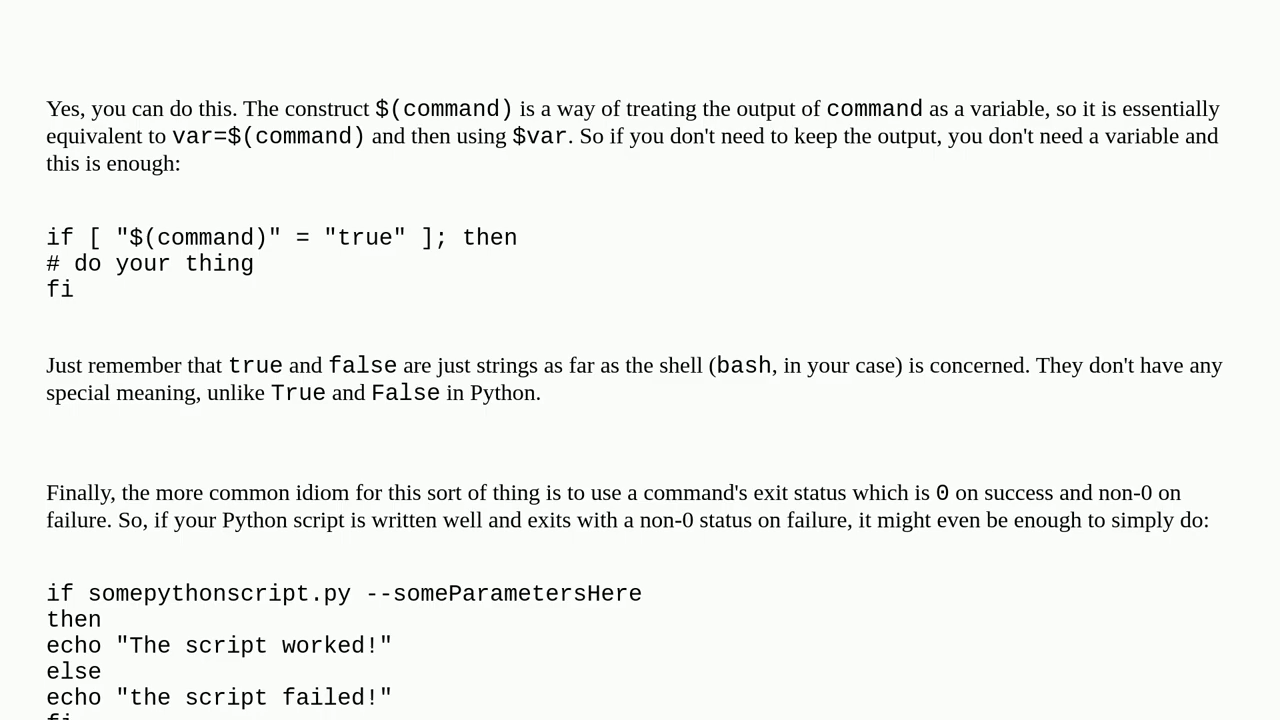 Yes, you can do this. The construct $(command) is a way of treating the output of command as a variable, so it is essentially
equivalent to var=$(command) and then using $var. So if you don't need to keep the output, you don't need a variable and
this is enough:
if [ "$(command)" = "true" ]; then
# do your thing
fi
Just remember that true and false are just strings as far as the shell (bash, in your case) is concerned. They don't have any
special meaning, unlike True and False in Python.
Finally, the more common idiom for this sort of thing is to use a command's exit status which is 0 on success and non-0 on
failure. So, if your Python script is written well and exits with a non-0 status on failure, it might even be enough to simply do:
if somepythonscript.py --someParametersHere
then
echo "The script worked!"
else
echo "the script failed!"
fi